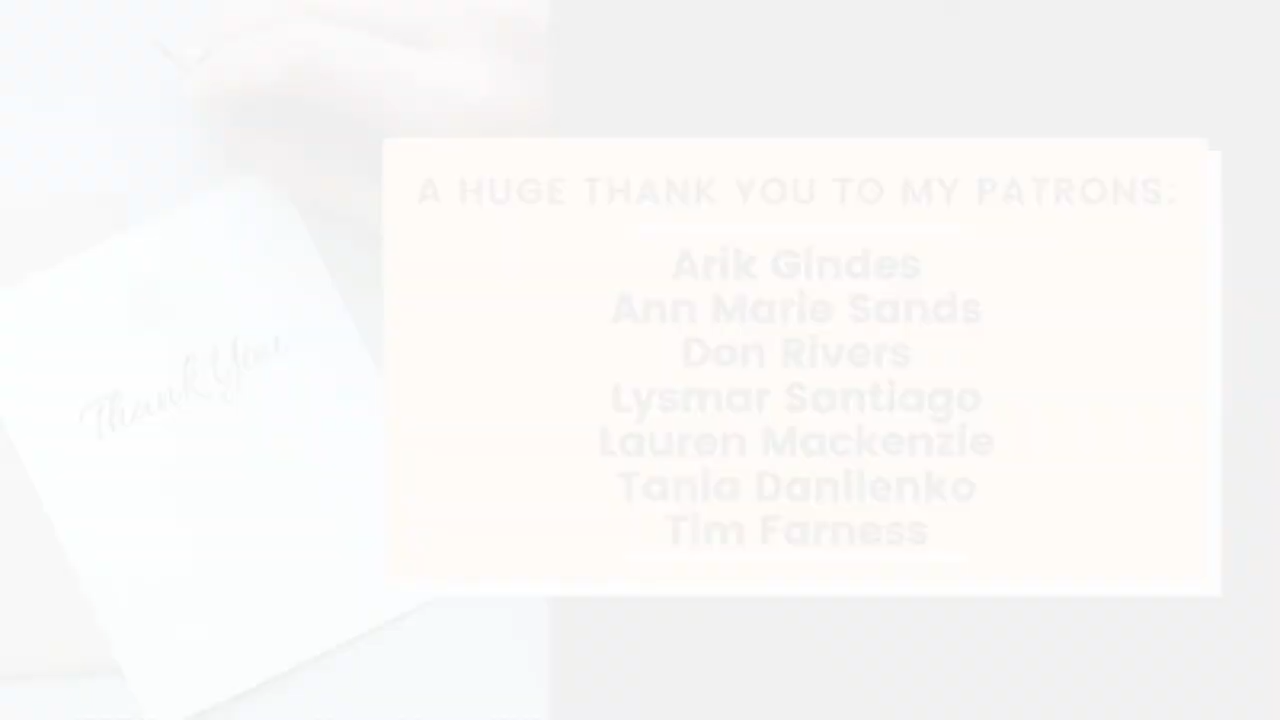 A HUGE THANK YOU TO MY PATRONS:
Arik Gindes
Ann Marie Sands
Don Rivers
Lysmar Santiago
Lauren Mackenzie
Tania Danilenko
Tim Farness
Thank You